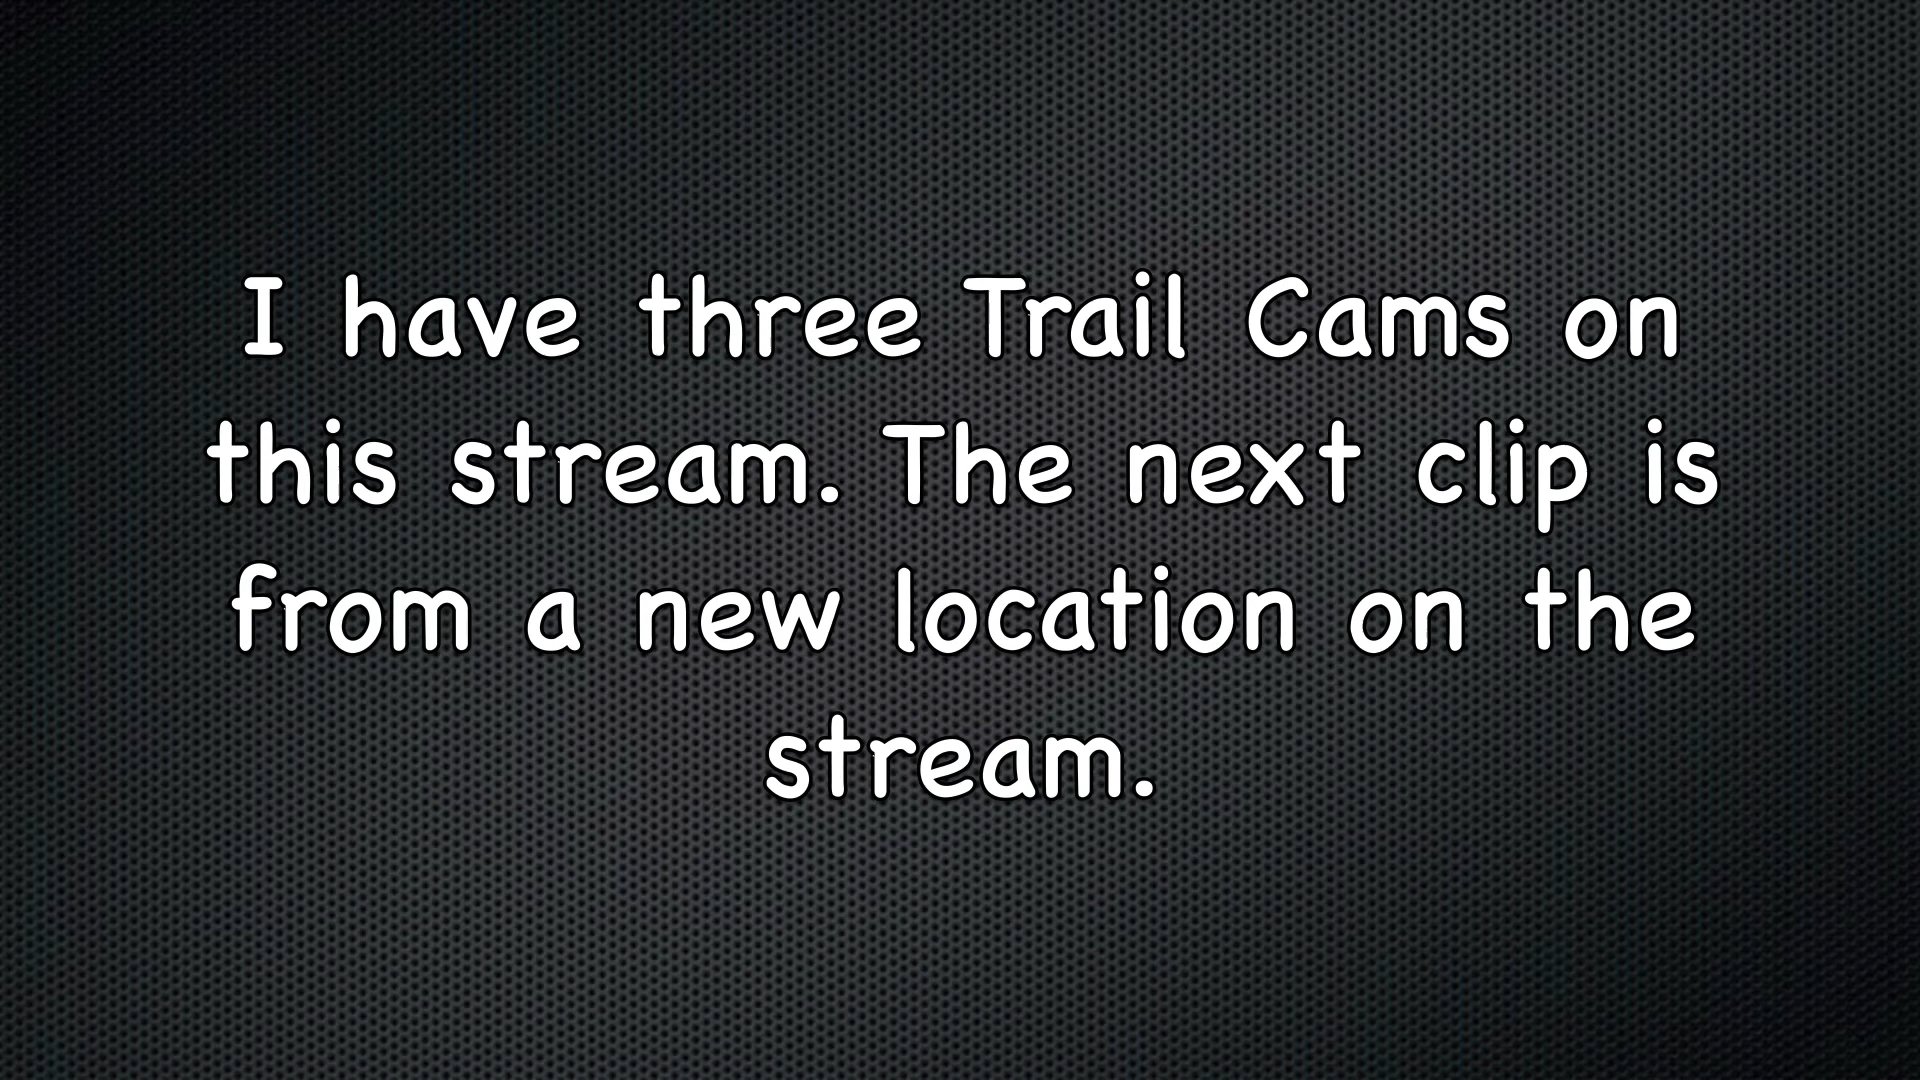 I have three Trail Cams on
this stream. The next clip is
from a new location on the
stream.